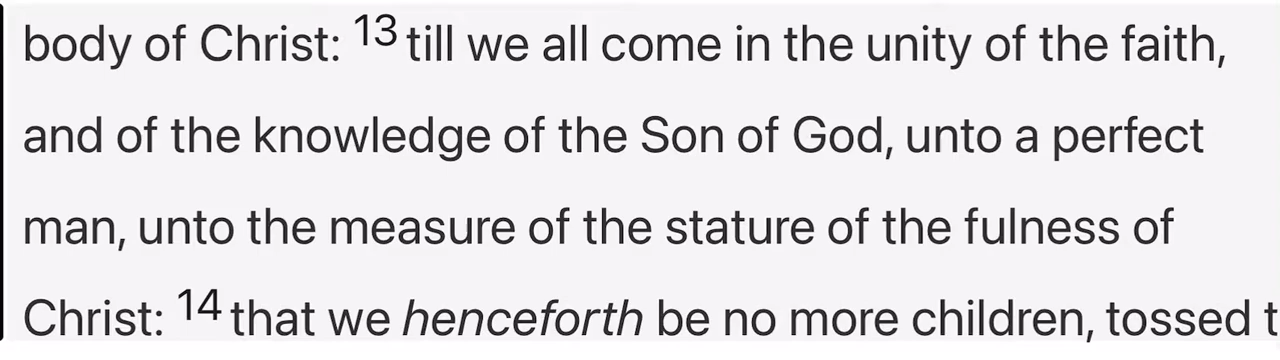 body of Christ: 13 till we all come in the unity of the faith,
and of the knowledge of the Son of God, unto a perfect
man, unto the measure of the stature of the fulness of
Christ: 14 that we henceforth be no more children, tossed